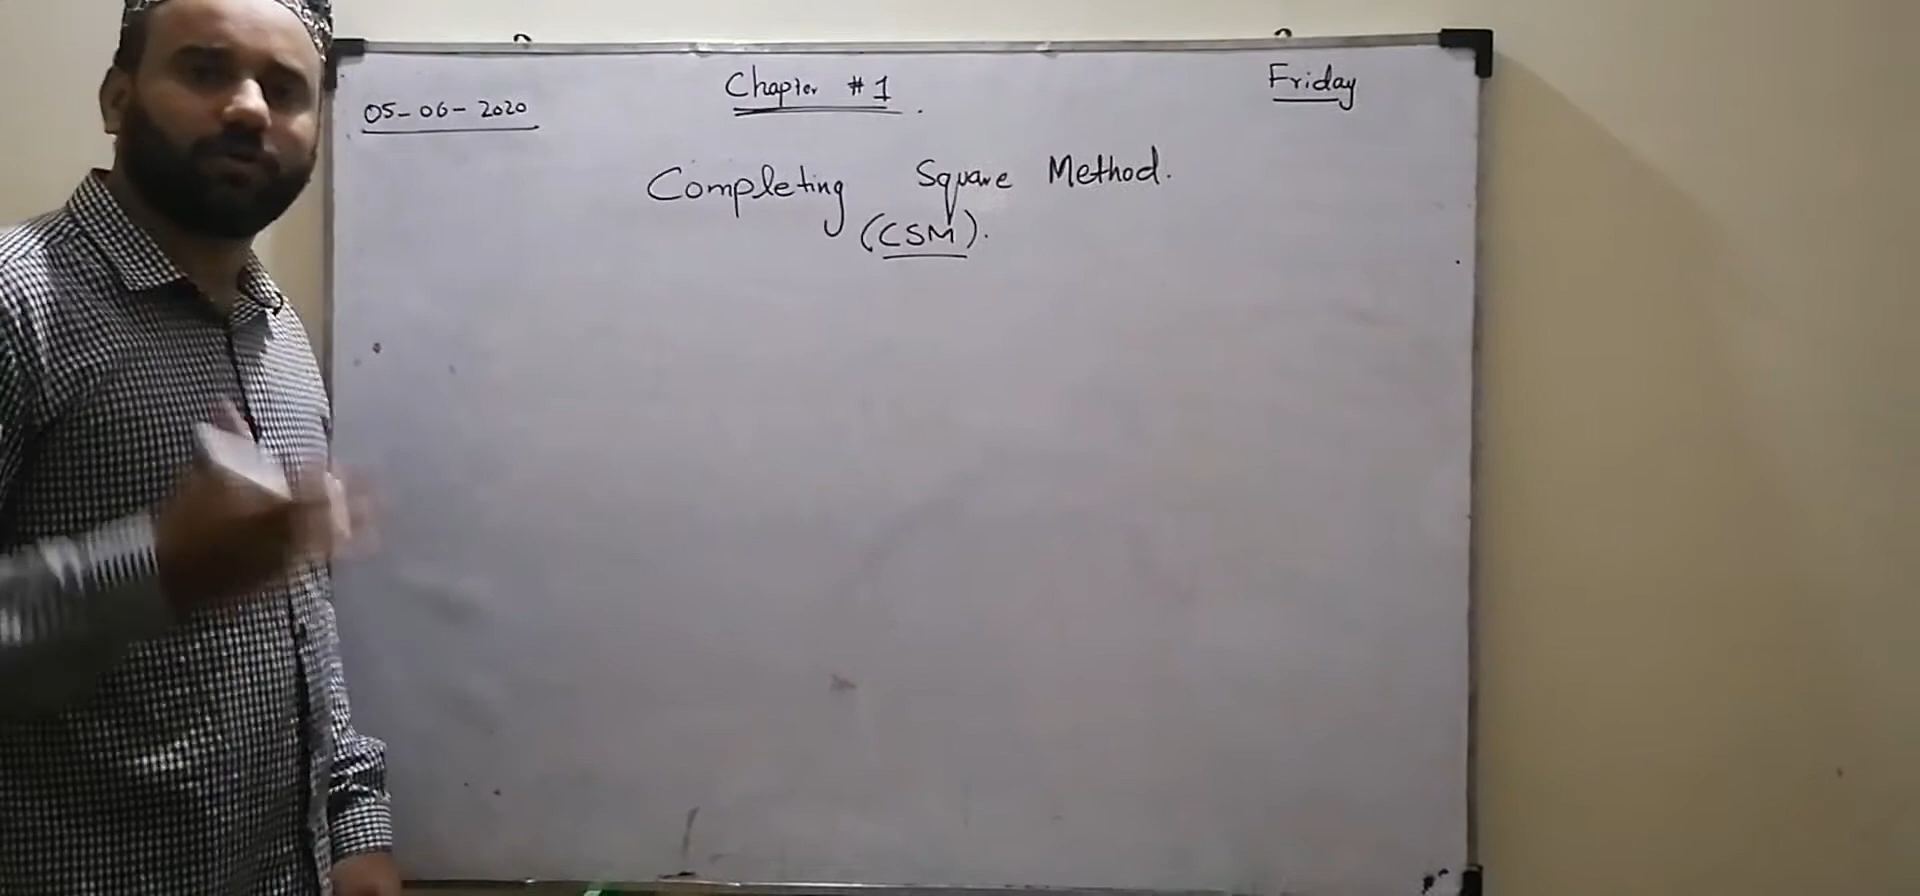 Chapter # 1
Friday
05-06-2020
Completing Square Method.
(CSM).